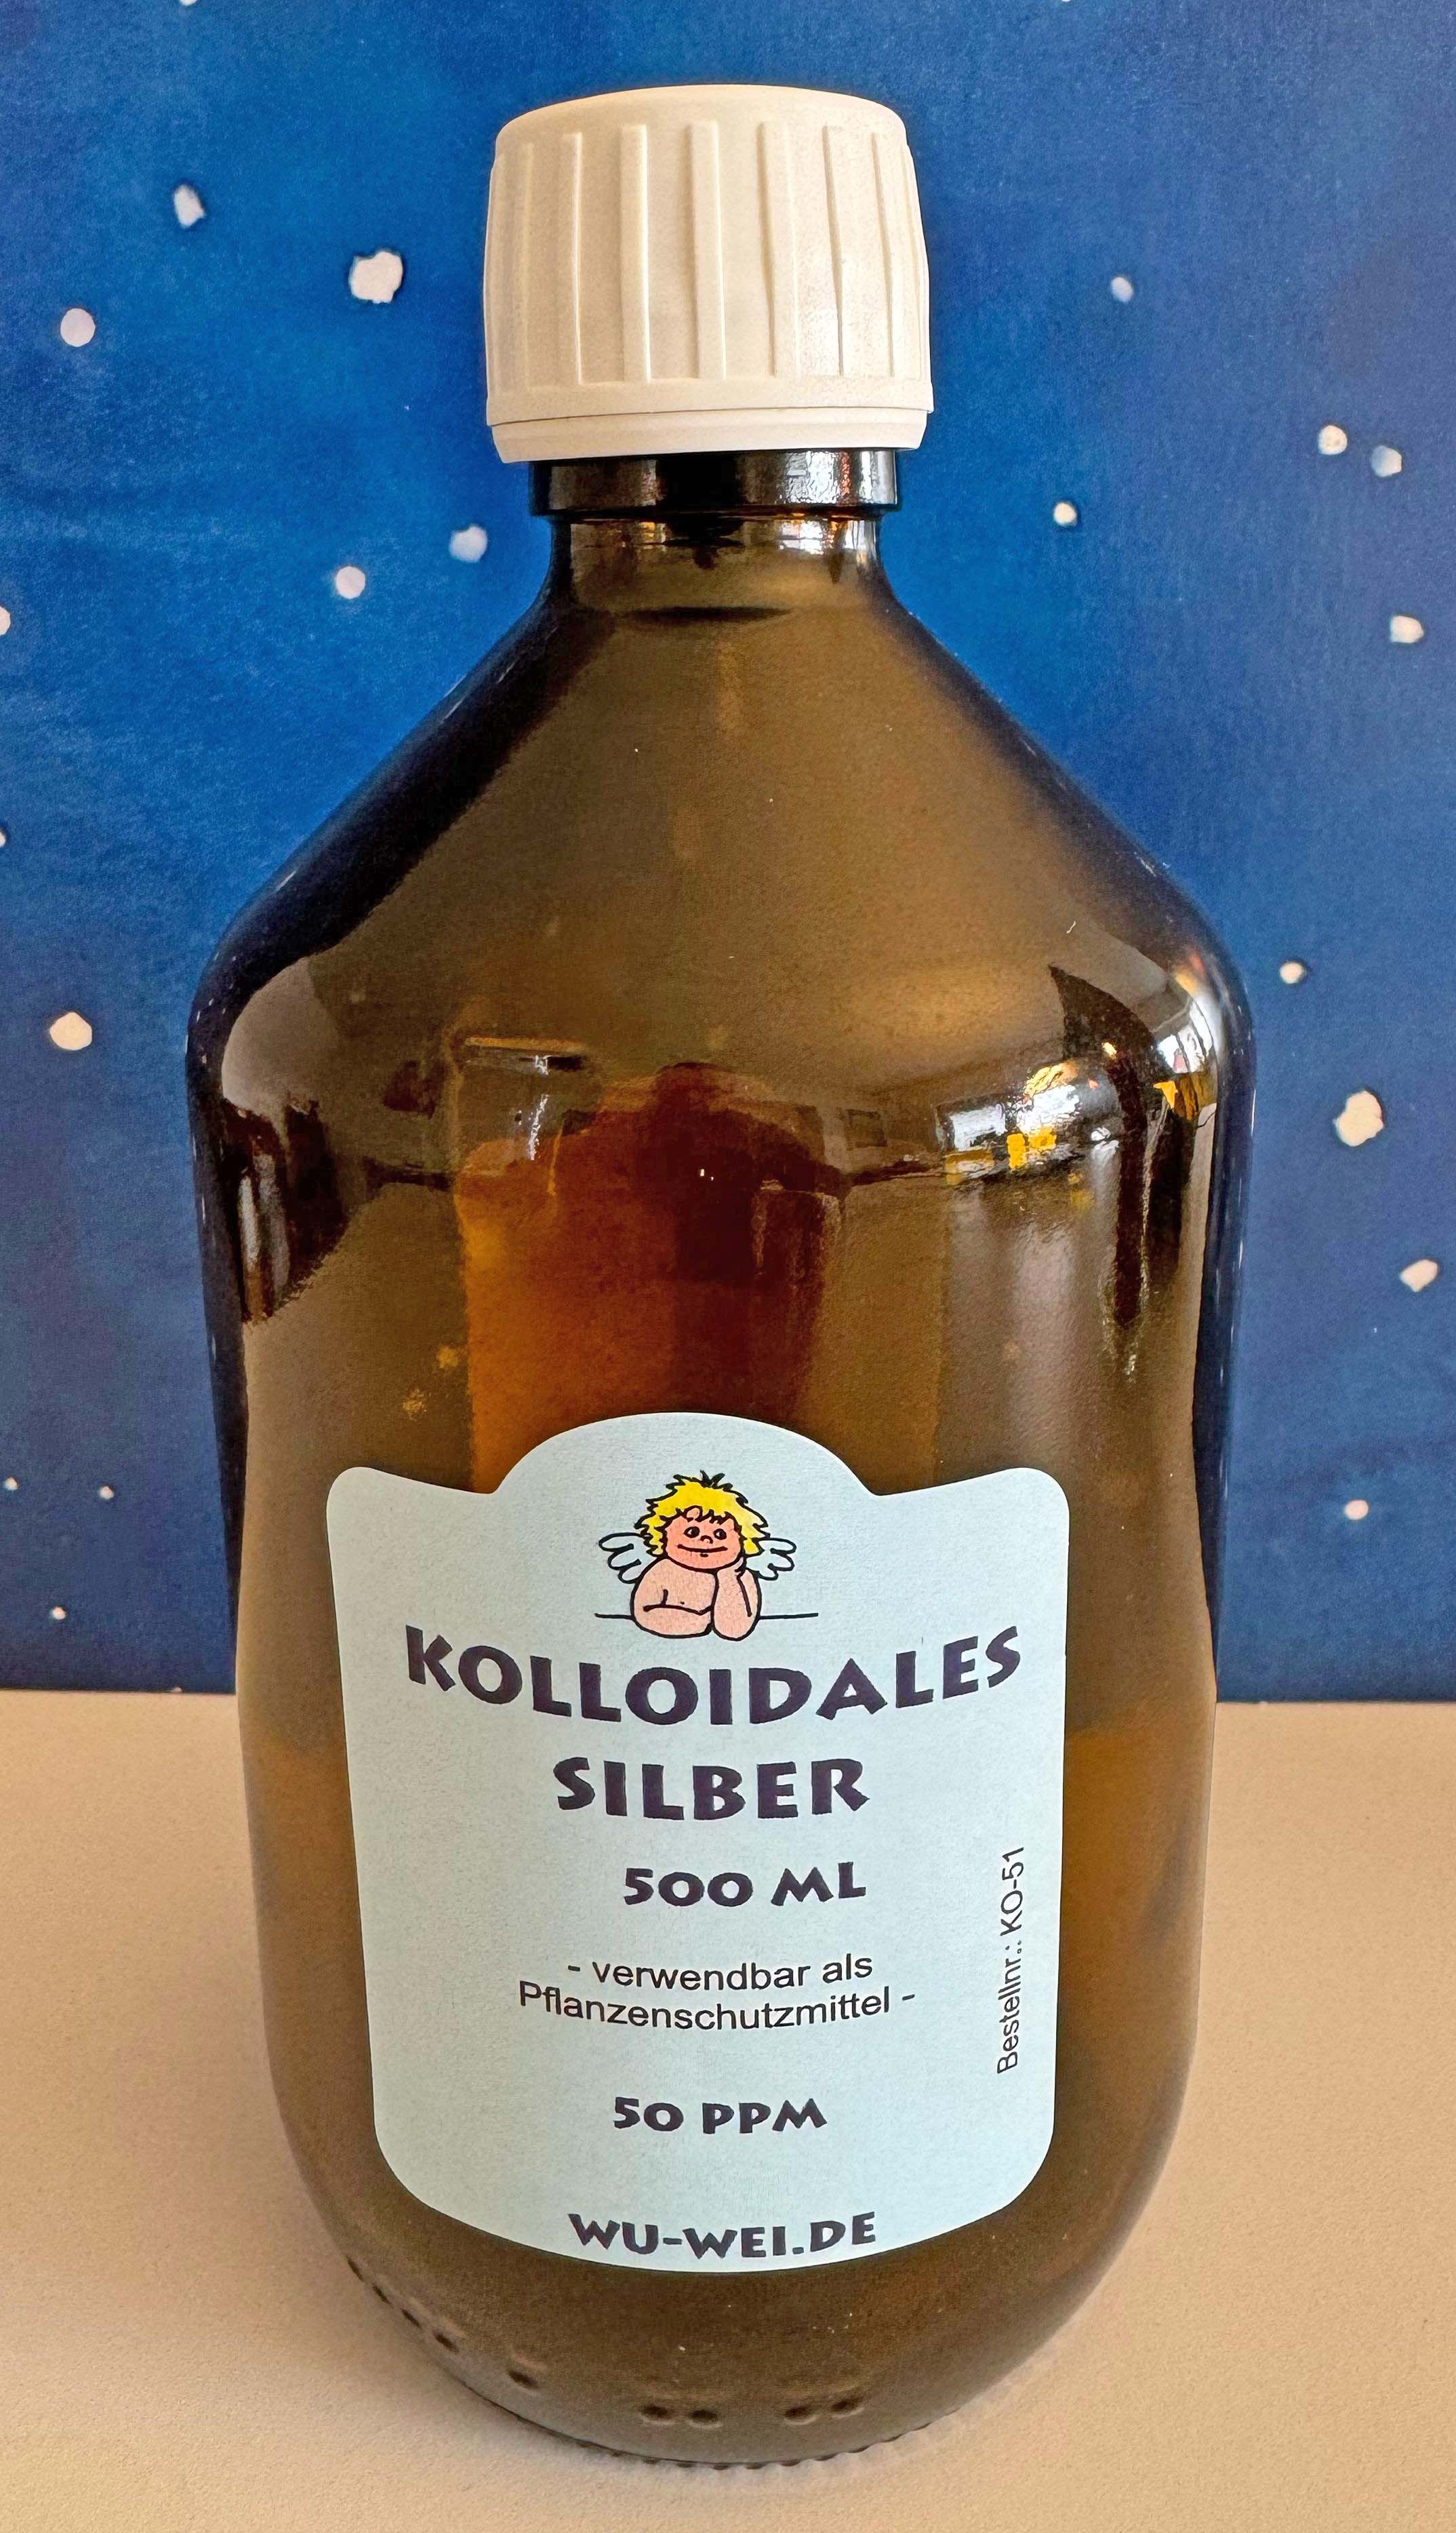 KOLLOIDALES
SILBER
500 ML
- verwendbar als
Pflanzenschutzmittel -
50 PPM
WU-WEI.DE
Bestellnr.: KO-51